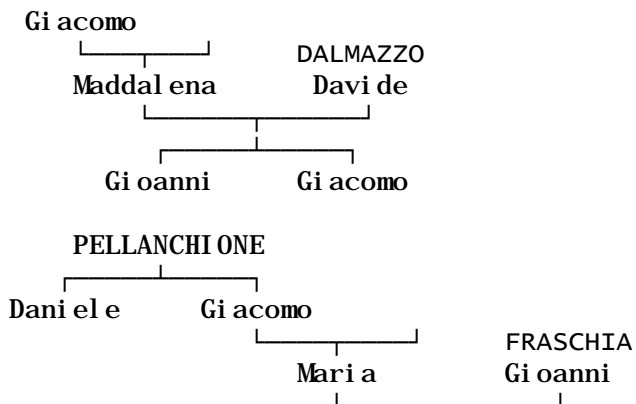 Giacomo
DALMAZZO
Maddalena Davide
Gioanni Giacomo
PELLANCHIONE
Daniele Giacomo
FRASCHIA
Maria Gioanni